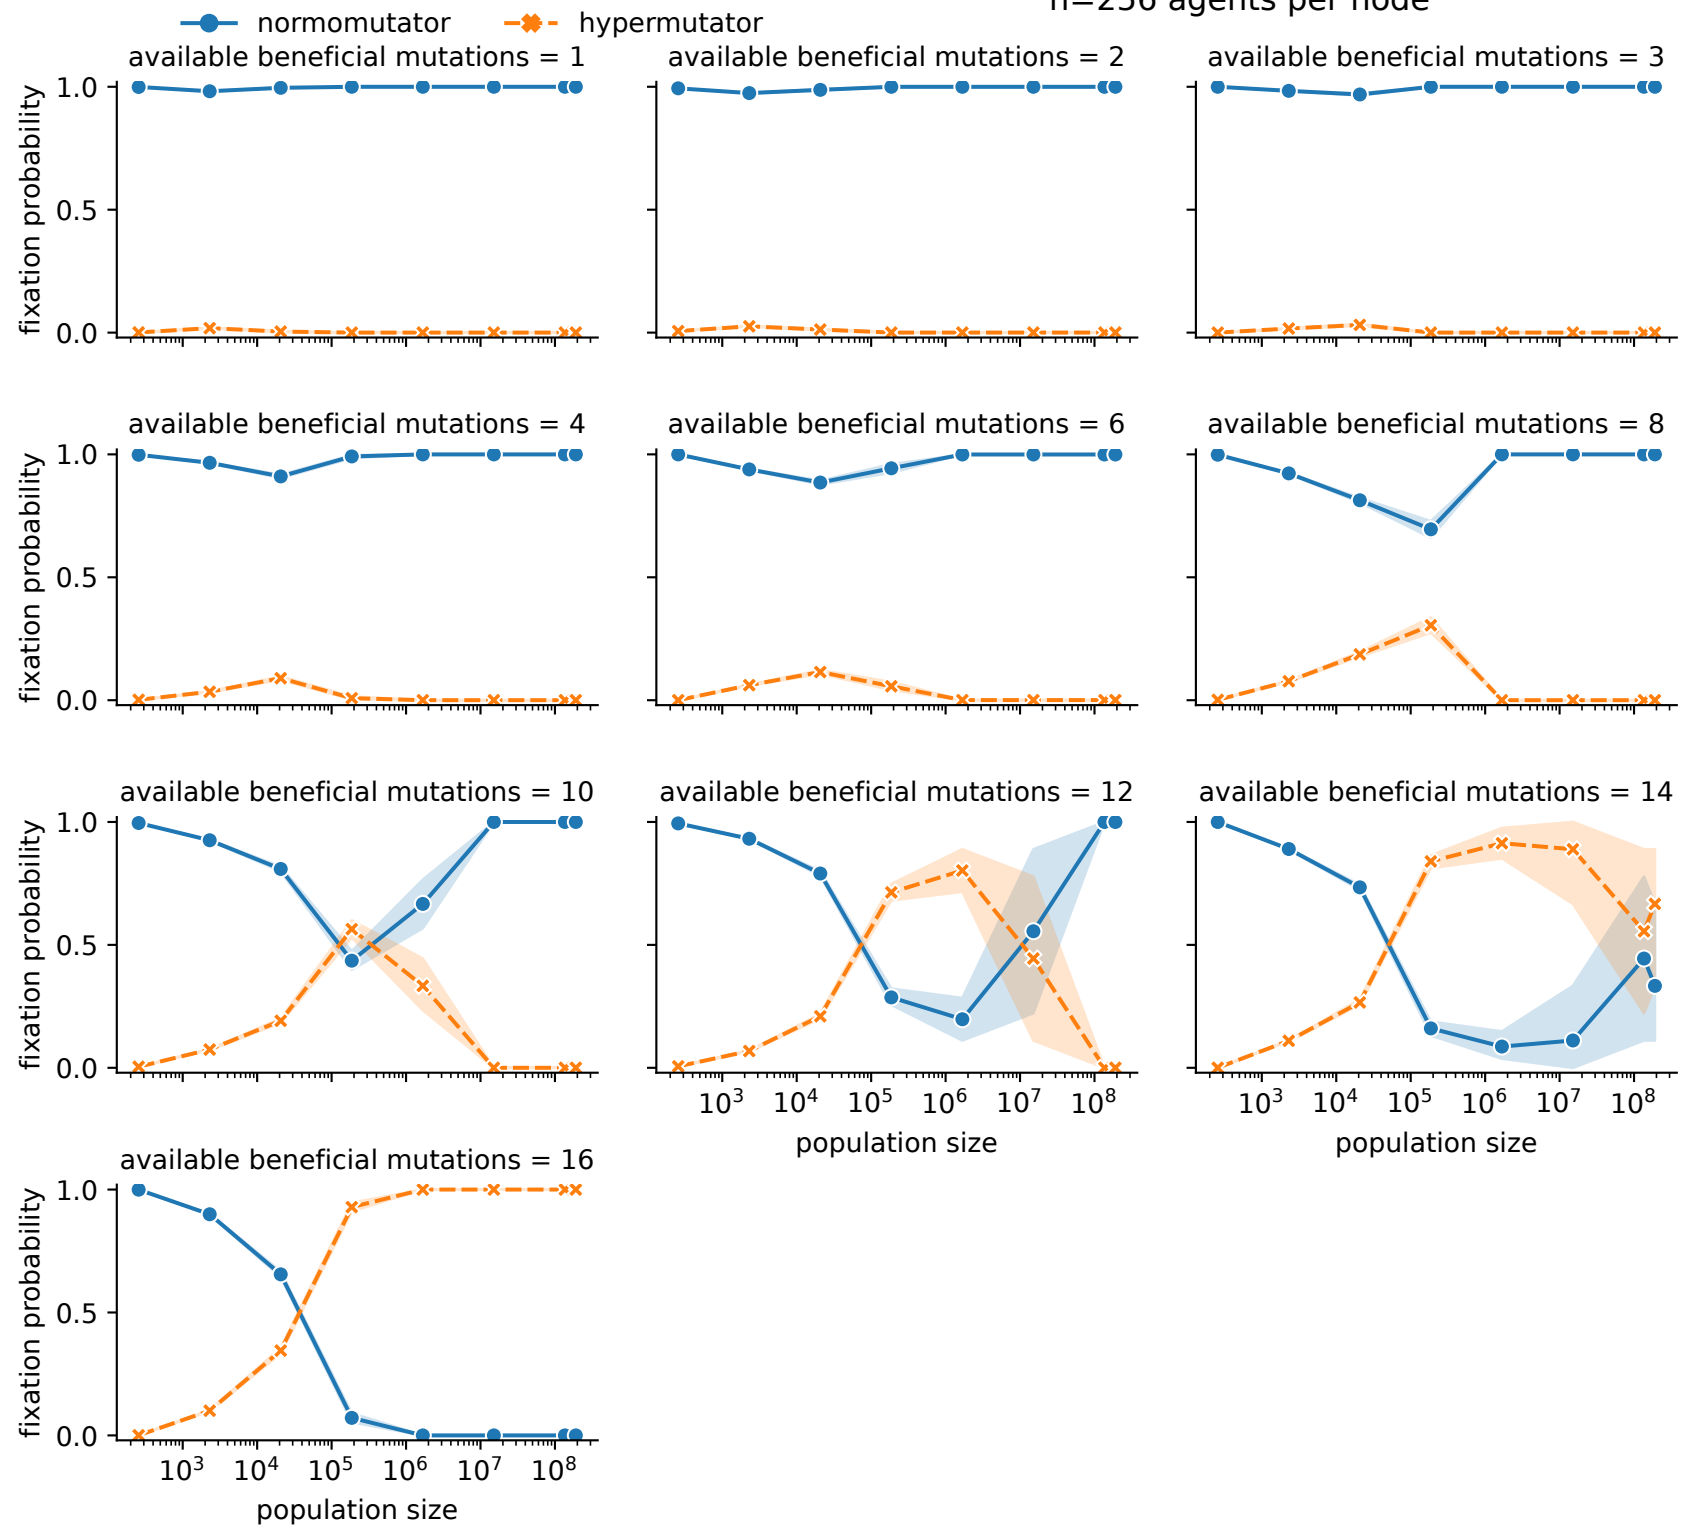 n=256 agents per node
normomutator hypermutator
available beneficial mutations = 1
available beneficial mutations = 2
available beneficial mutations = 3
fixation probability
1.0
0.5
0.0
available beneficial mutations = 4
available beneficial mutations = 6
available beneficial mutations = 8
fixation probability
1.0
0.5
0.0
available beneficial mutations = 10
available beneficial mutations = 12
available beneficial mutations = 14
fixation probability
1.0
0.5
0.0
10³ 10⁴ 10⁵ 10⁶ 10⁷ 10⁸
population size
10³ 10⁴ 10⁵ 10⁶ 10⁷ 10⁸
population size
available beneficial mutations = 16
fixation probability
1.0
0.5
0.0
10³ 10⁴ 10⁵ 10⁶ 10⁷ 10⁸
population size